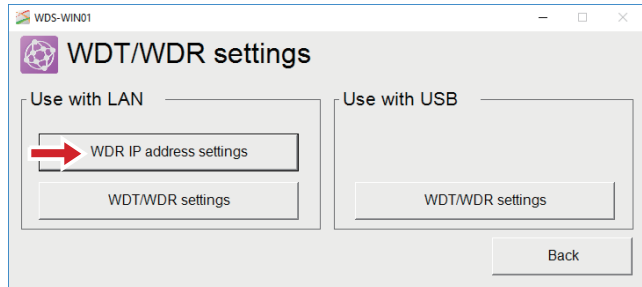 WDS-WIN01
WDT/WDR settings
Use with LAN
WDR IP address settings
WDT/WDR settings
Use with USB
WDT/WDR settings
Back